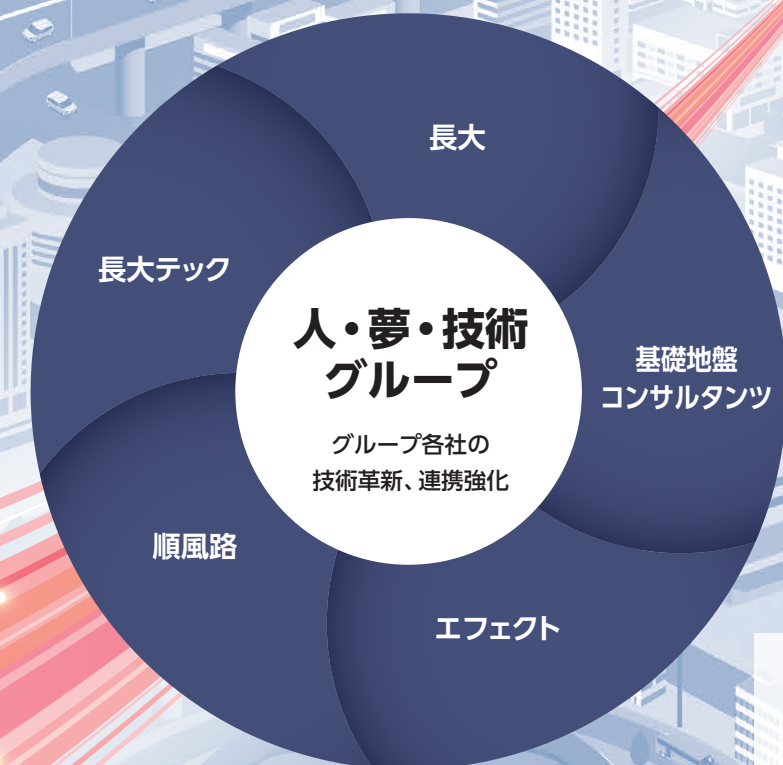 長大
長大テック
人・夢・技術
グループ
グループ各社の
技術革新、連携強化
基礎地盤
コンサルタンツ
順風路
エフェクト